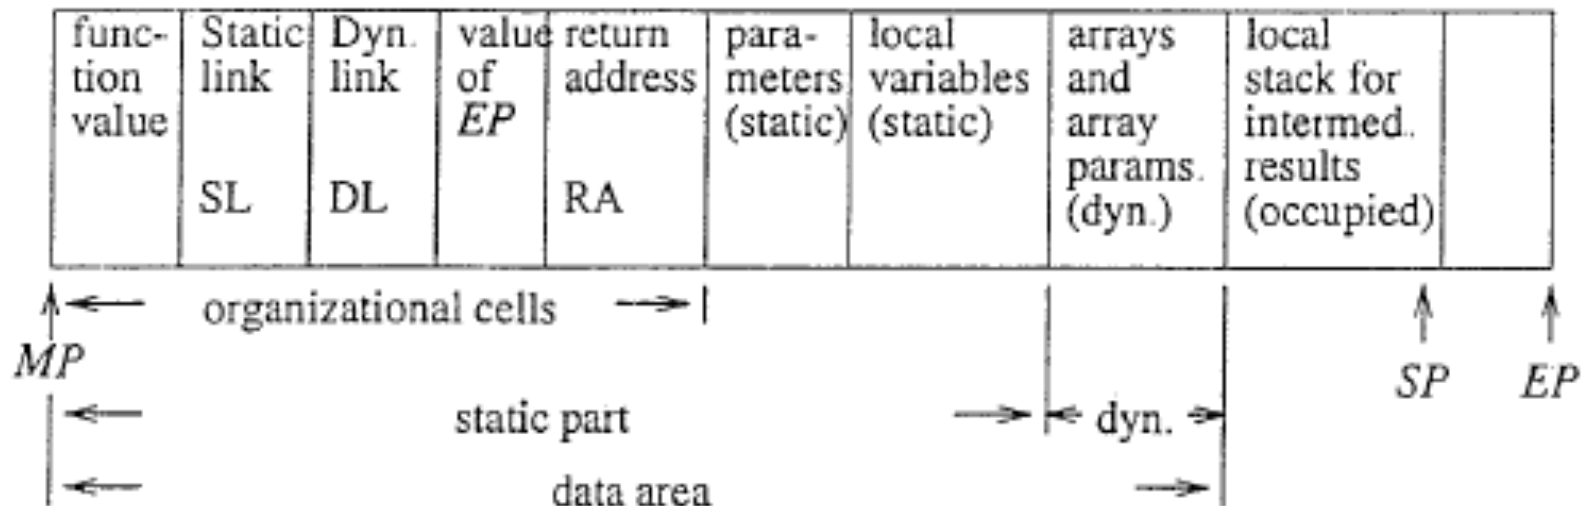 func-
tion
value
Static
link
SL
Dyn.
link
DL
value
of
EP
return
address
RA
para-
meters
(static)
local
variables
(static)
arrays
and
array
params.
(dyn.)
local
stack for
intermed.
results
(occupied)
organizational cells
MP
SP
EP
static part
dyn.
data area